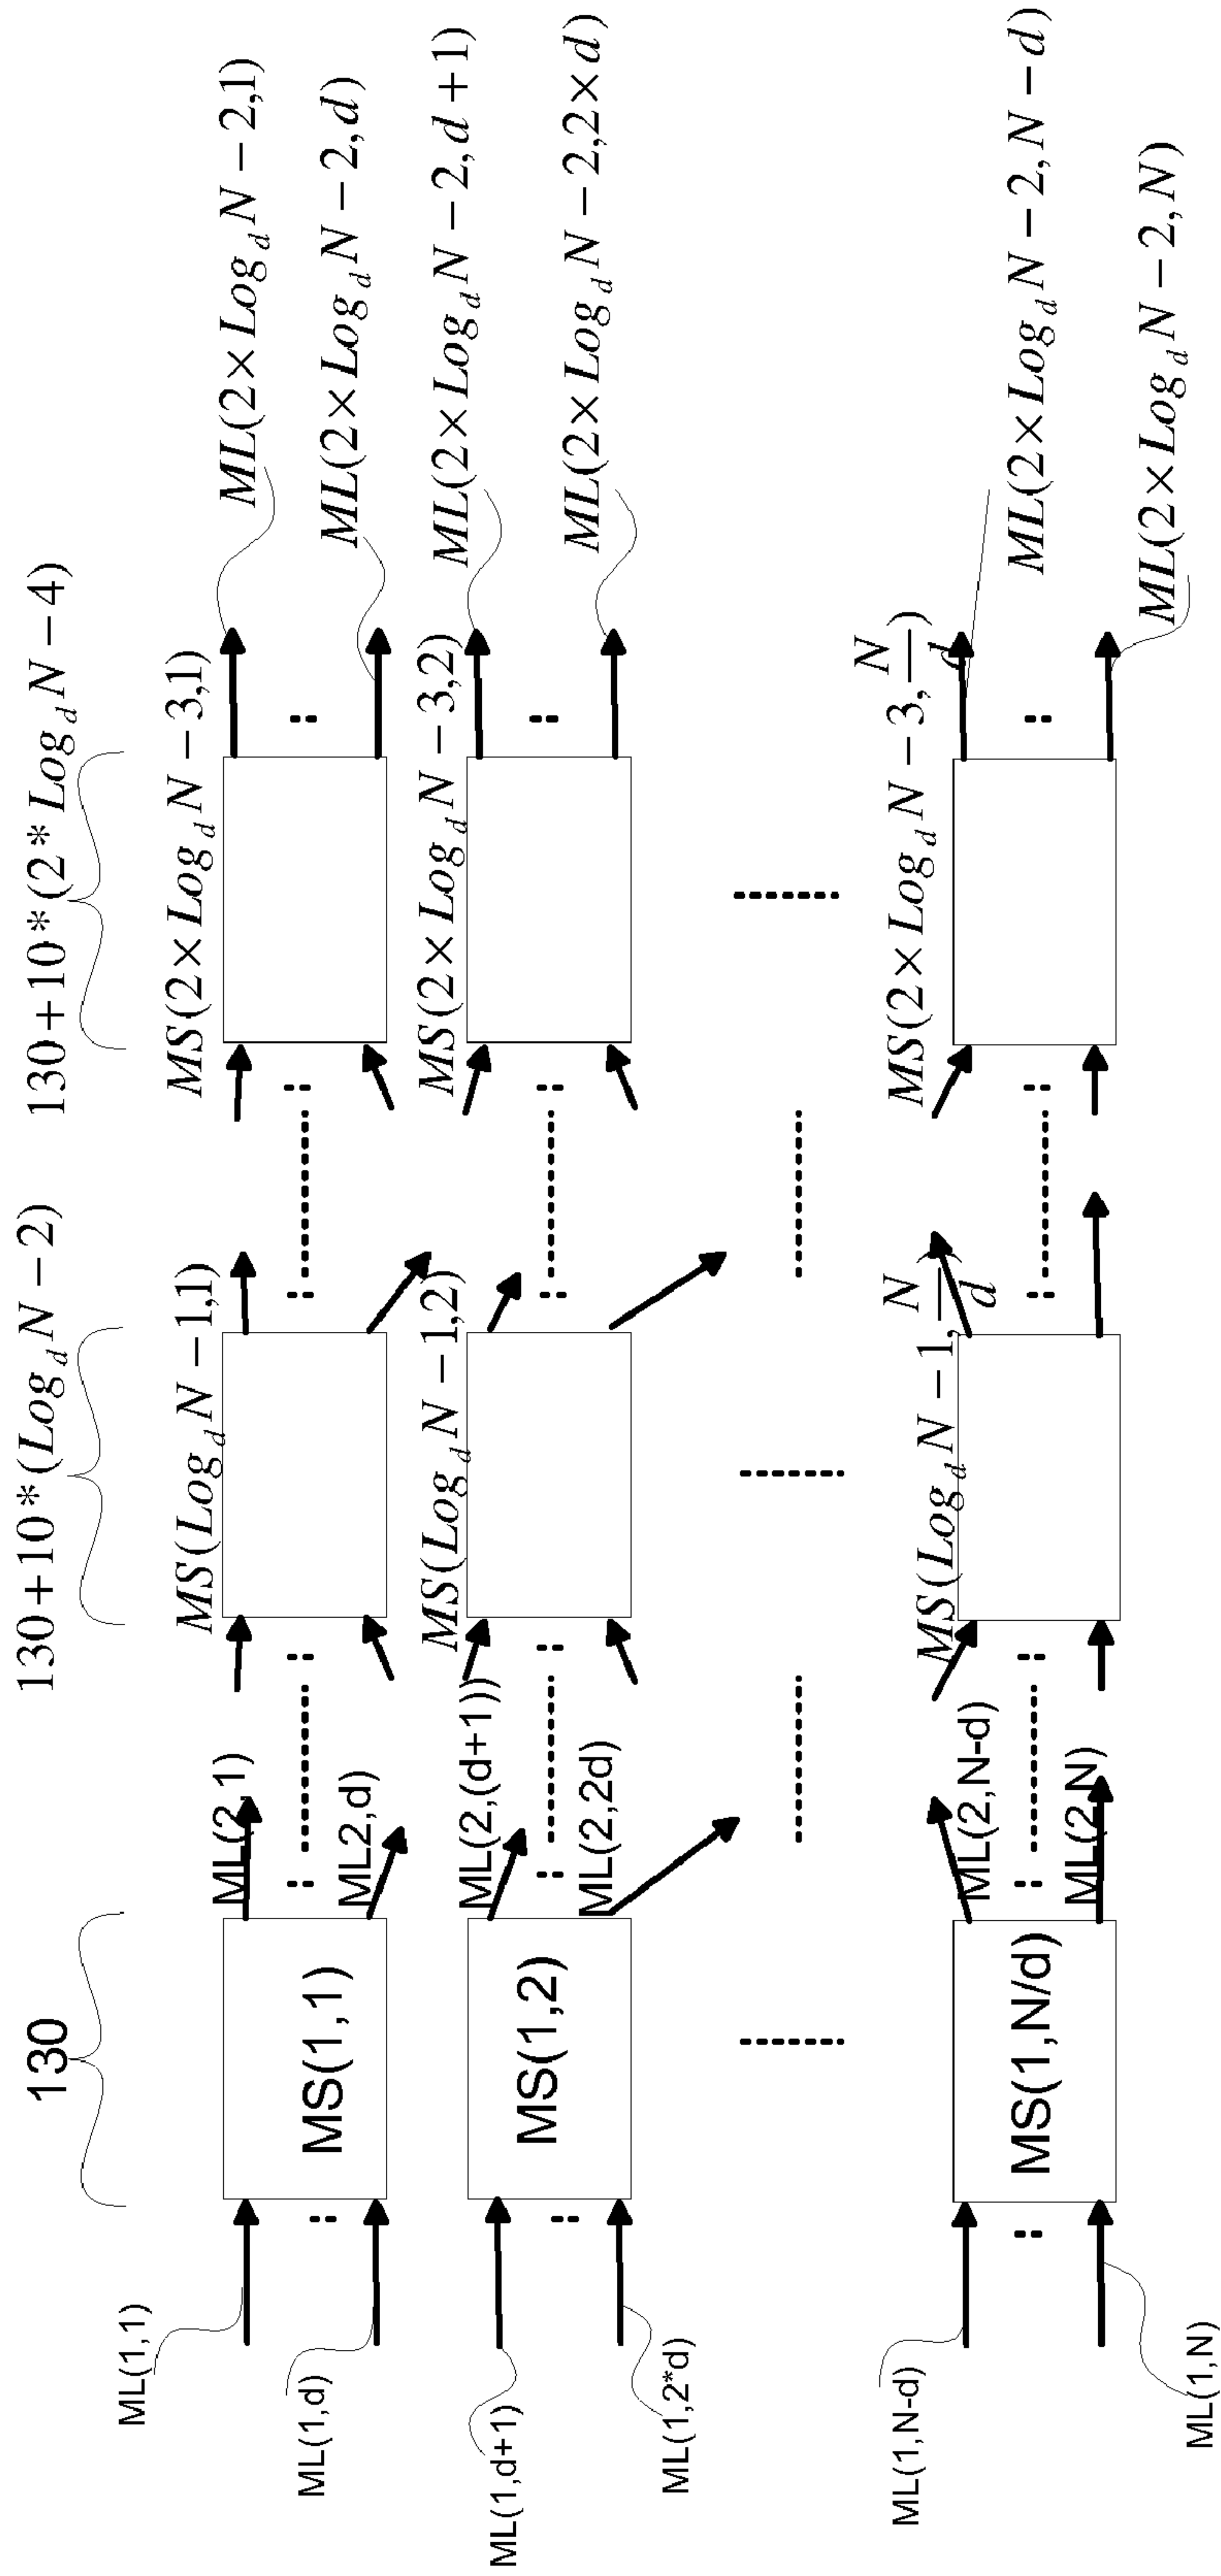 130
130+10*(Log_d N−2)
130+10*(2*Log_d N−4)
ML(1,1)
ML(1,d)
MS(1,1)
ML(2,1)
ML2,d)
MS(Log_d N−1,1)
MS(2×Log_d N−3,1)
ML(2×Log_d N−2,1)
ML(2×Log_d N−2,d)
ML(1,d+1)
ML(1,2*d)
MS(1,2)
ML(2,(d+1))
ML(2,2d)
MS(Log_d N−1,2)
MS(2×Log_d N−3,2)
ML(2×Log_d N−2,d+1)
ML(2×Log_d N−2,2×d)
ML(1,N-d)
ML(1,N)
MS(1,N/d)
ML(2,N-d)
ML(2,N)
MS(Log_d N−1,N/d)
MS(2×Log_d N−3,N/d)
ML(2×Log_d N−2,N−d)
ML(2×Log_d N−2,N)